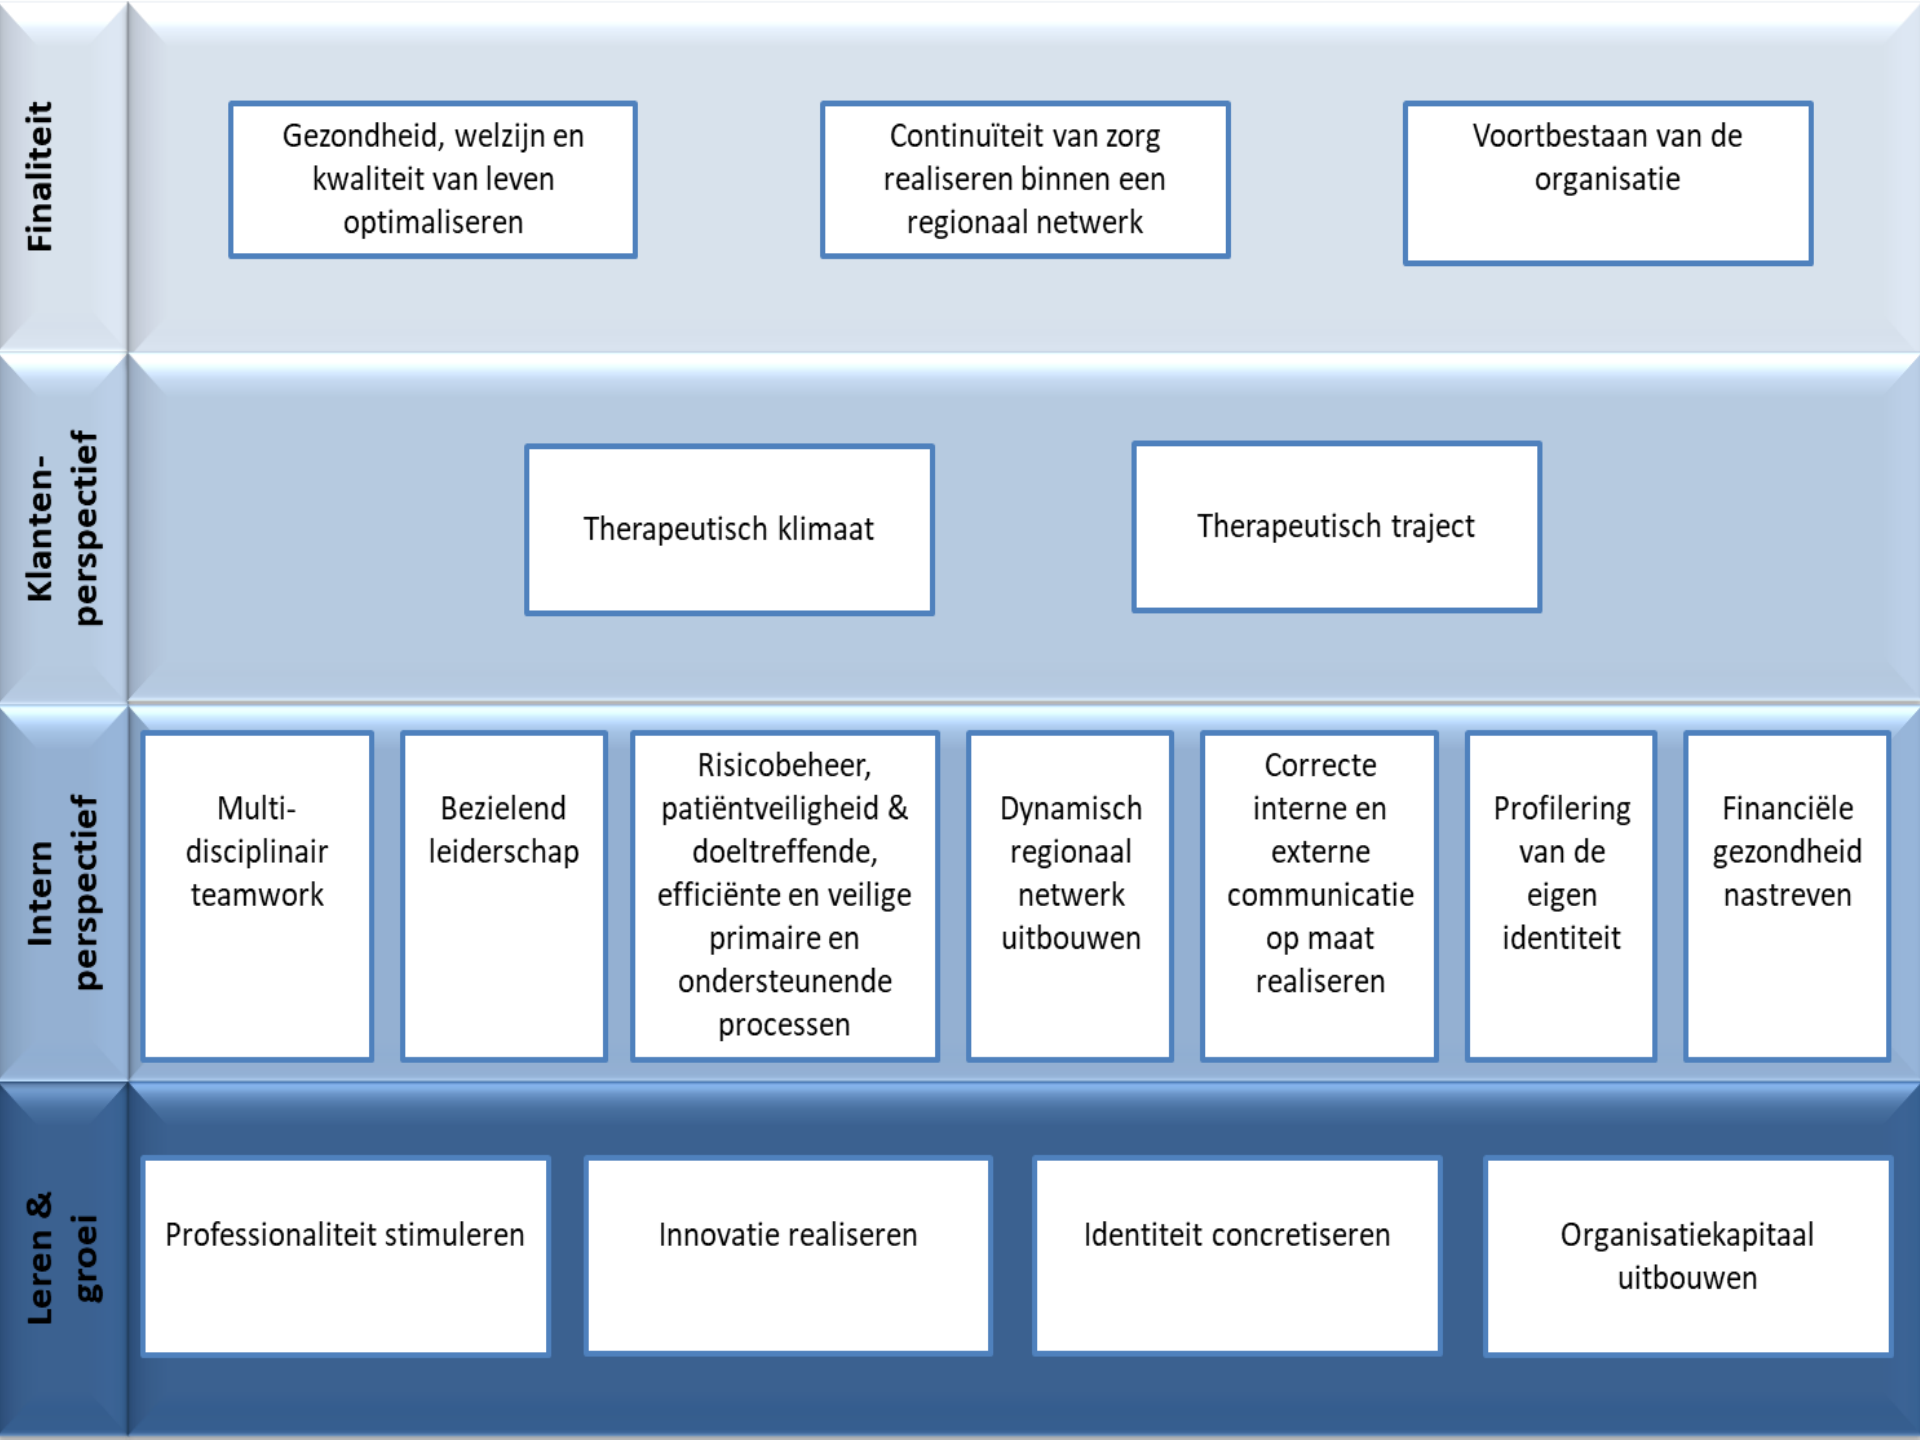 Finaliteit
Gezondheid, welzijn en
kwaliteit van leven
optimaliseren
Continuïteit van zorg
realiseren binnen een
regionaal netwerk
Voortbestaan van de
organisatie
Klanten-
perspectief
Therapeutisch klimaat
Therapeutisch traject
Intern
perspectief
Multi-
disciplinair
teamwork
Bezielend
leiderschap
Risicobeheer,
patiëntveiligheid &
doeltreffende,
efficiënte en veilige
primaire en
ondersteunende
processen
Dynamisch
regionaal
netwerk
uitbouwen
Correcte
interne en
externe
communicatie
op maat
realiseren
Profilering
van de
eigen
identiteit
Financiële
gezondheid
nastreven
Leren &
groei
Professionaliteit stimuleren
Innovatie realiseren
Identiteit concretiseren
Organisatiekapitaal
uitbouwen